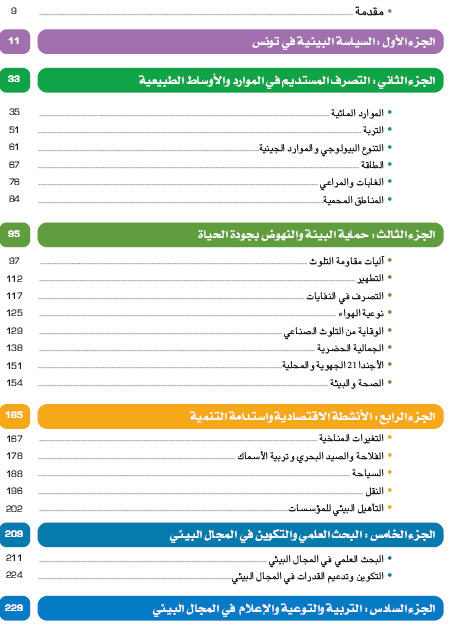 مقدمة 9
الجزء الأول : السياسة البيئية في تونس 11
الجزء الثاني : التصرف المستديم في الموارد والأوساط الطبيعية 33
الموارد المائية 35
التربة 51
التنوع البيولوجي والموارد الجينية 61
الطاقة 67
الغابات والمراعي 76
المناطق المحمية 84
الجزء الثالث : حماية البيئة والنهوض بجودة الحياة 95
آليات مقاومة التلوث 97
التطهير 112
التصرف في النفايات 117
نوعية الهواء 125
الوقاية من التلوث الصناعي 129
الجمالية الحضرية 138
الأجندا 21 الجهوية والمحلية 151
الصحة والبيئة 154
الجزء الرابع : الأنشطة الاقتصادية واستدامة التنمية 165
التغيرات المناخية 167
الفلاحة والصيد البحري وتربية الأسماك 178
السياحة 188
النقل 196
التأهيل البيئي للمؤسسات 202
الجزء الخامس : البحث العلمي والتكوين في المجال البيئي 209
البحث العلمي في المجال البيئي 211
التكوين وتدعيم القدرات في المجال البيئي 224
الجزء السادس : التربية والتوعية والإعلام في المجال البيئي 229